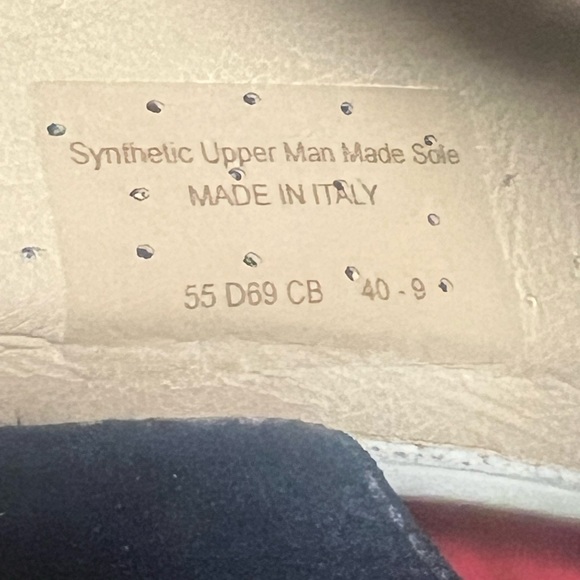 Synthetic Upper Man Made Sole
MADE IN ITALY
55 D69 CB 40-9